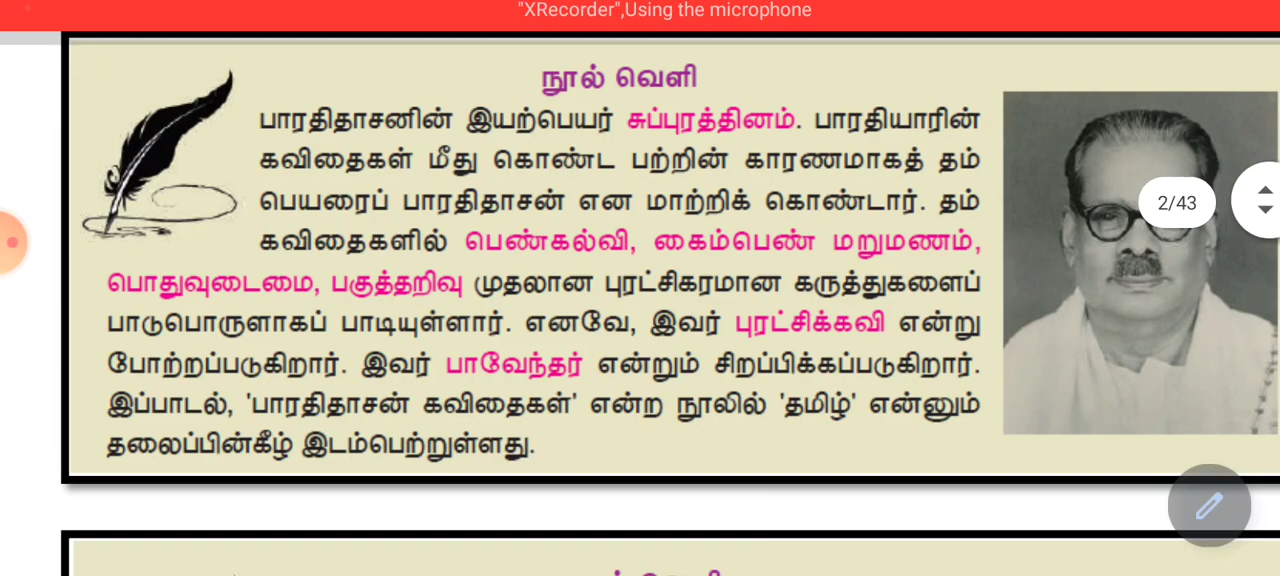 "XRecorder",Using the microphone
நூல் வெளி
பாரதிதாசனின் இயற்பெயர் சுப்புரத்தினம். பாரதியாரின்
கவிதைகள் மீது கொண்ட பற்றின் காரணமாகத் தம்
பெயரைப் பாரதிதாசன் என மாற்றிக் கொண்டார். தம்
கவிதைகளில் பெண்கல்வி, கைம்பெண் மறுமணம்,
பொதுவுடைமை, பகுத்தறிவு முதலான புரட்சிகரமான கருத்துகளைப்
பாடுபொருளாகப் பாடியுள்ளார். எனவே, இவர் புரட்சிக்கவி என்று
போற்றப்படுகிறார். இவர் பாவேந்தர் என்றும் சிறப்பிக்கப்படுகிறார்.
இப்பாடல், 'பாரதிதாசன் கவிதைகள்' என்ற நூலில் 'தமிழ்' என்னும்
தலைப்பின்கீழ் இடம்பெற்றுள்ளது.
2/43